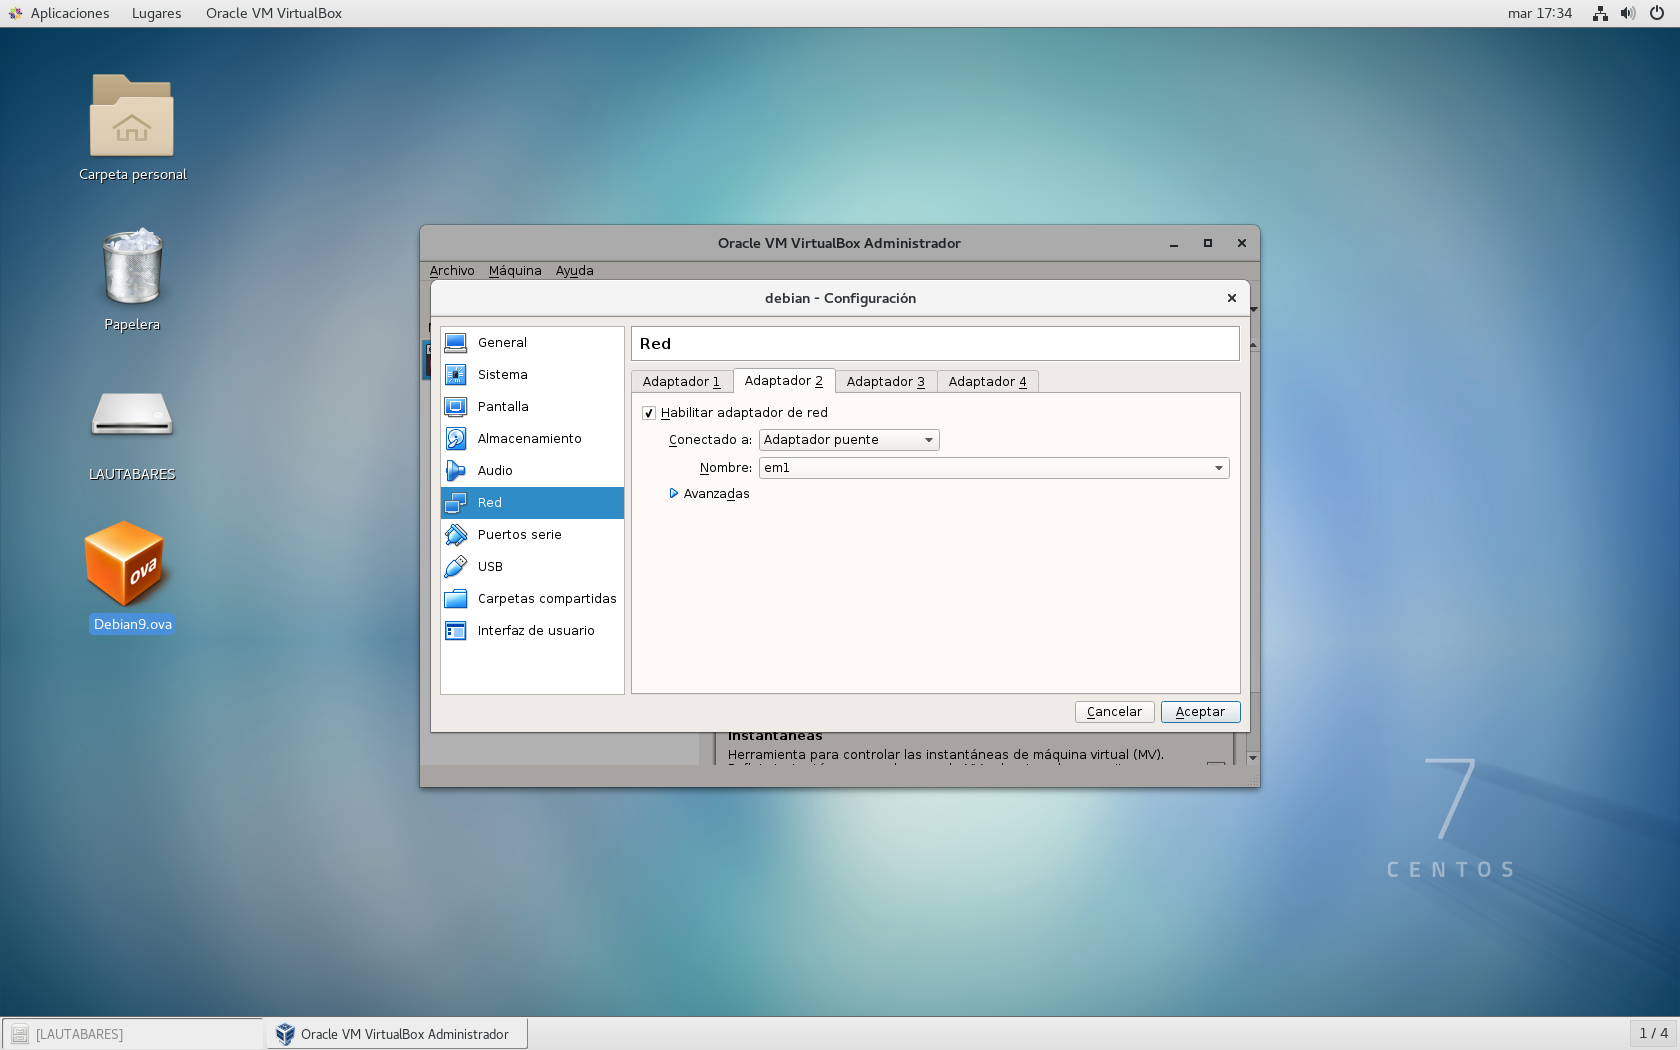 Aplicaciones Lugares Oracle VM VirtualBox mar 17:34
Carpeta personal
Papelera
LAUTABARES
ova
Debian9.ova
Oracle VM VirtualBox Administrador
Archivo Máquina Ayuda
debian - Configuración
General
Sistema
Pantalla
Almacenamiento
Audio
Red
Puertos serie
USB
Carpetas compartidas
Interfaz de usuario
Red
Adaptador 1 Adaptador 2 Adaptador 3 Adaptador 4
Habilitar adaptador de red
Conectado a: Adaptador puente
Nombre: em1
Avanzadas
Cancelar Aceptar
Instantáneas
Herramienta para controlar las instantáneas de máquina virtual (MV).
7
CENTOS
[LAUTABARES] Oracle VM VirtualBox Administrador 1 / 4